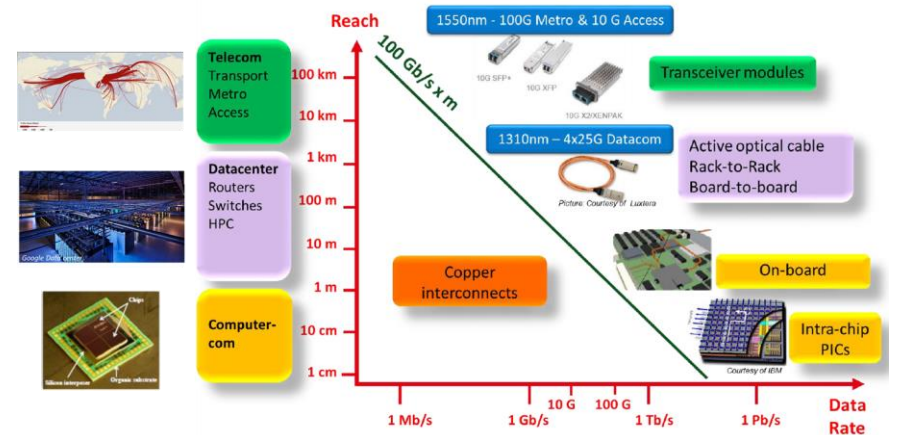 Reach
1550nm - 100G Metro & 10 G Access
100 Gb/s x m
Telecom
Transport
Metro
Access
100 km
10 km
1 km
100 m
10 m
1 m
10 cm
1 cm
10G SFP+
10G XFP
10G X2/XENPAK
Transceiver modules
1310nm – 4x25G Datacom
Picture Courtesy of Luxtera
Active optical cable
Rack-to-Rack
Board-to-board
Datacenter
Routers
Switches
HPC
Google Data center
Copper
interconnects
On-board
Computer-
com
Chips
Silicon interposer
Organic substrate
Intra-chip
PICs
Courtesy of IBM
1 Mb/s
1 Gb/s
10 G
100 G
1 Tb/s
1 Pb/s
Data
Rate